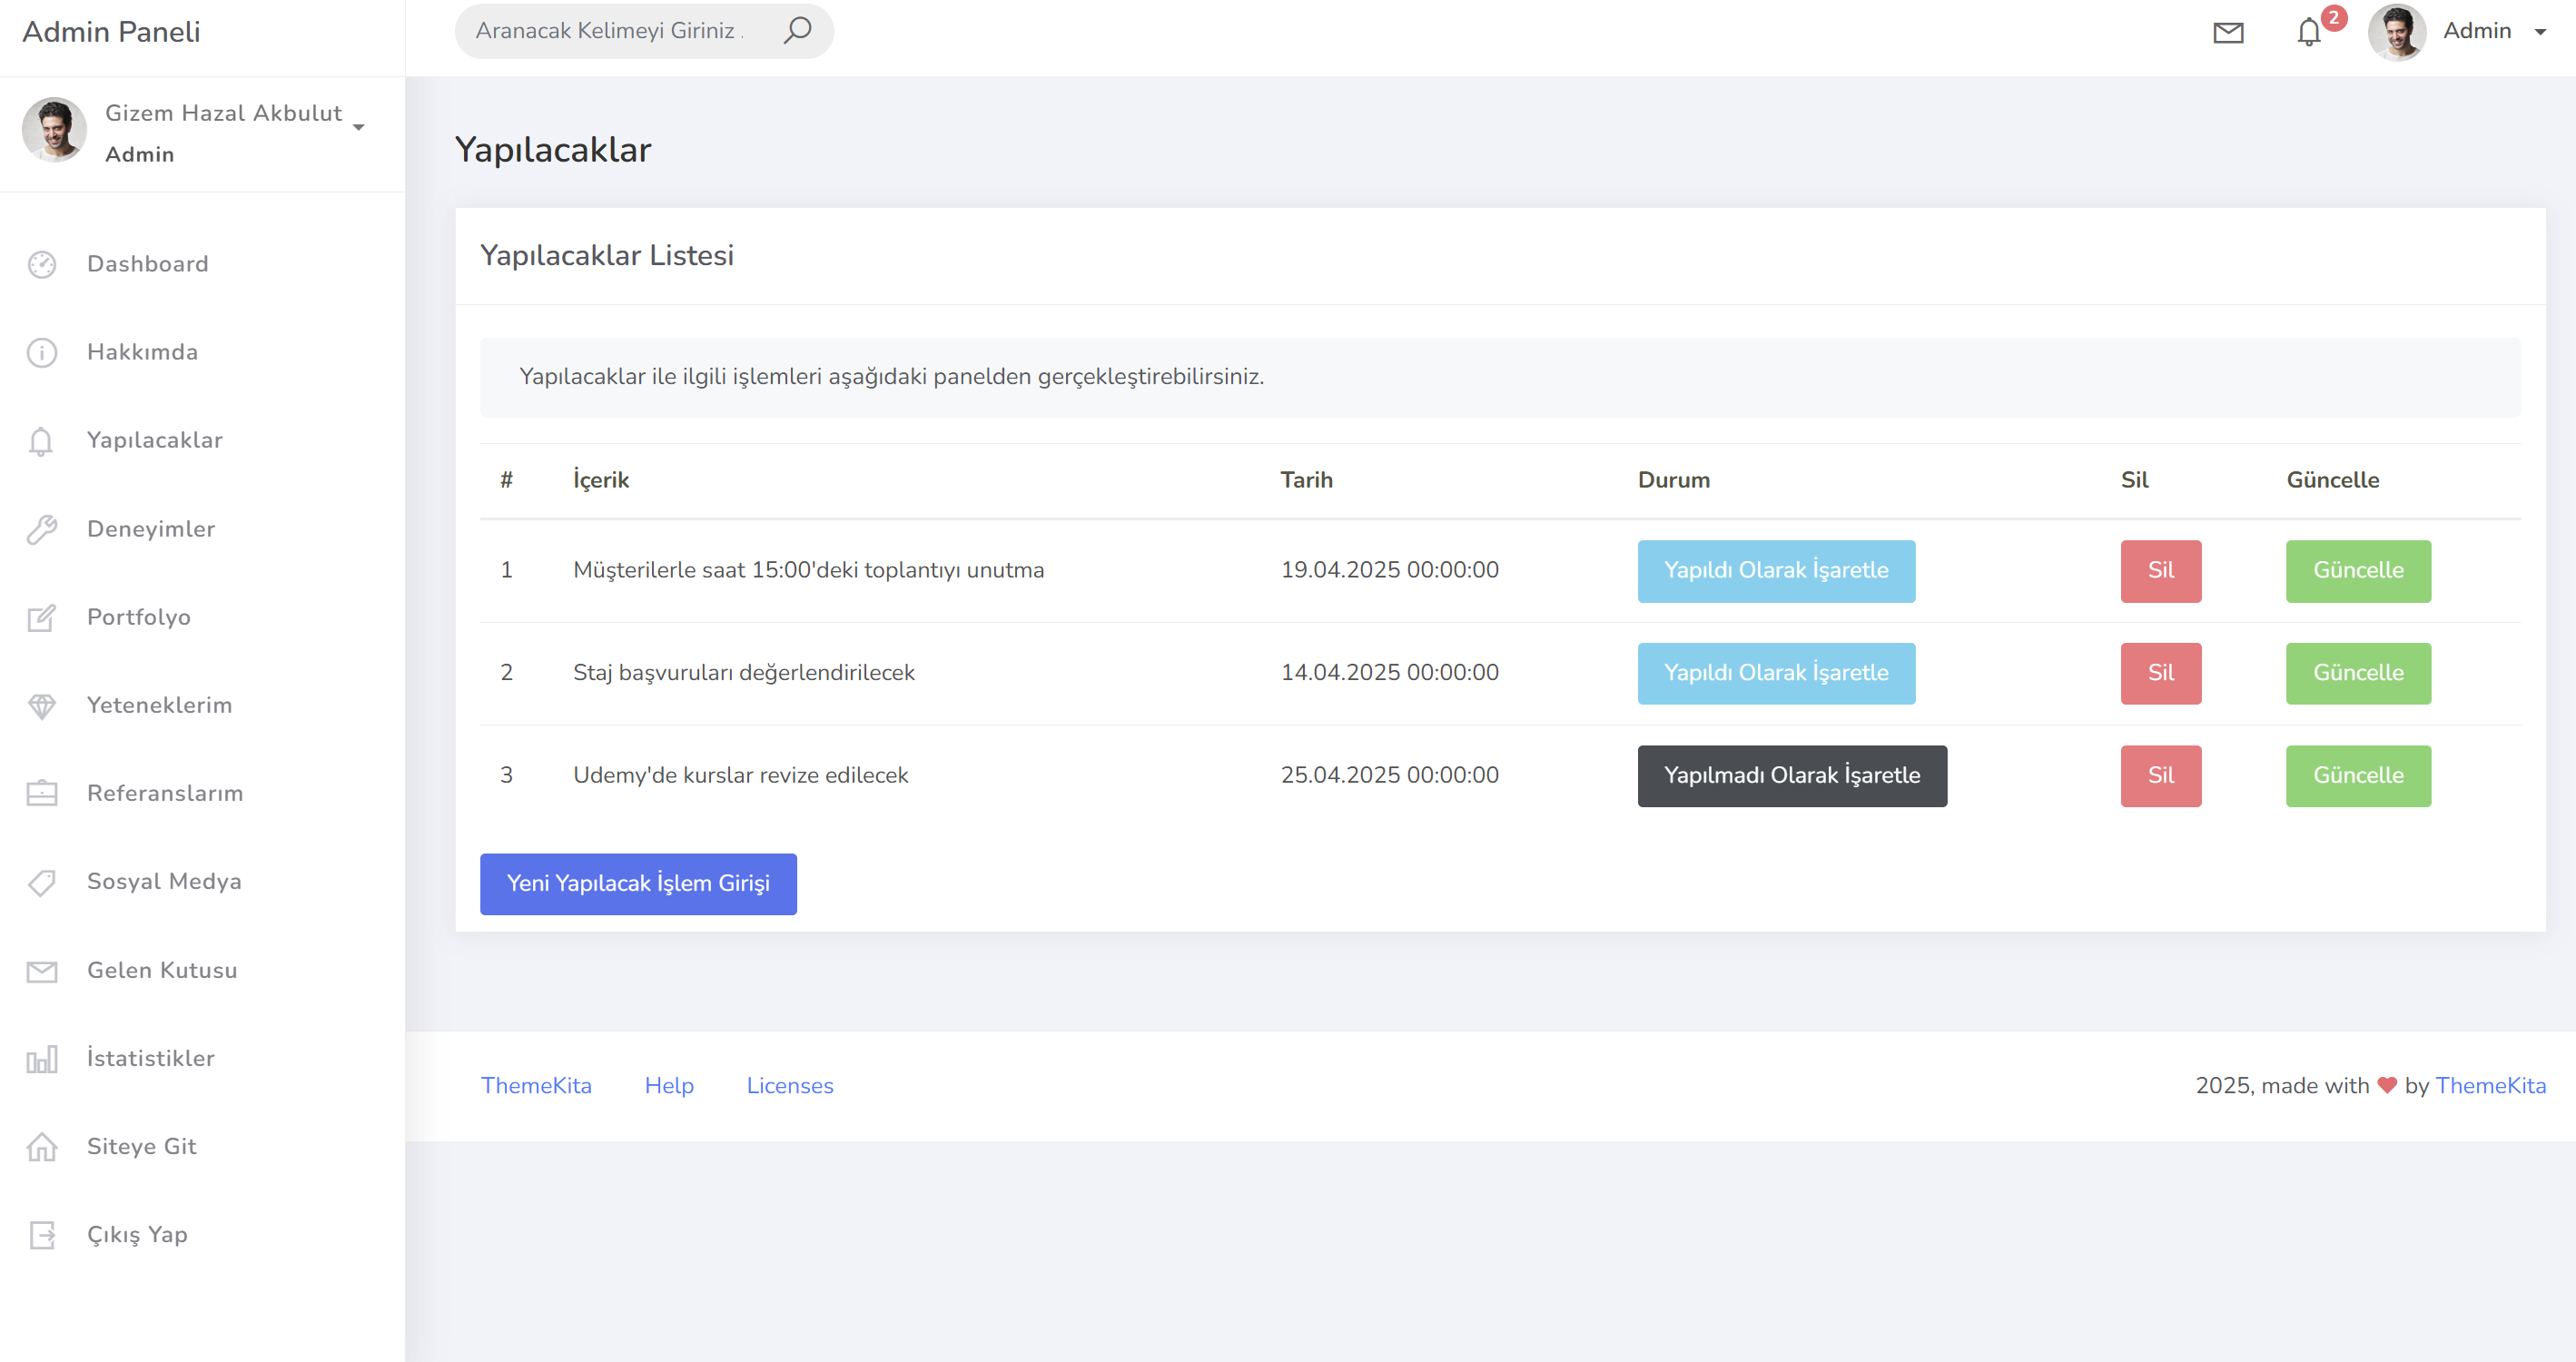 Admin Paneli
Aranacak Kelimeyi Giriniz .
2
Admin
Gizem Hazal Akbulut
Admin
Dashboard
Hakkımda
Yapılacaklar
Deneyimler
Portfolyo
Yeteneklerim
Referanslarım
Sosyal Medya
Gelen Kutusu
İstatistikler
Siteye Git
Çıkış Yap
Yapılacaklar
Yapılacaklar Listesi
Yapılacaklar ile ilgili işlemleri aşağıdaki panelden gerçekleştirebilirsiniz.
# İçerik Tarih Durum Sil Güncelle
1 Müşterilerle saat 15:00'deki toplantıyı unutma 19.04.2025 00:00:00 Yapıldı Olarak İşaretle Sil Güncelle
2 Staj başvuruları değerlendirilecek 14.04.2025 00:00:00 Yapıldı Olarak İşaretle Sil Güncelle
3 Udemy'de kurslar revize edilecek 25.04.2025 00:00:00 Yapılmadı Olarak İşaretle Sil Güncelle
Yeni Yapılacak İşlem Girişi
ThemeKita Help Licenses
2025, made with ❤ by ThemeKita